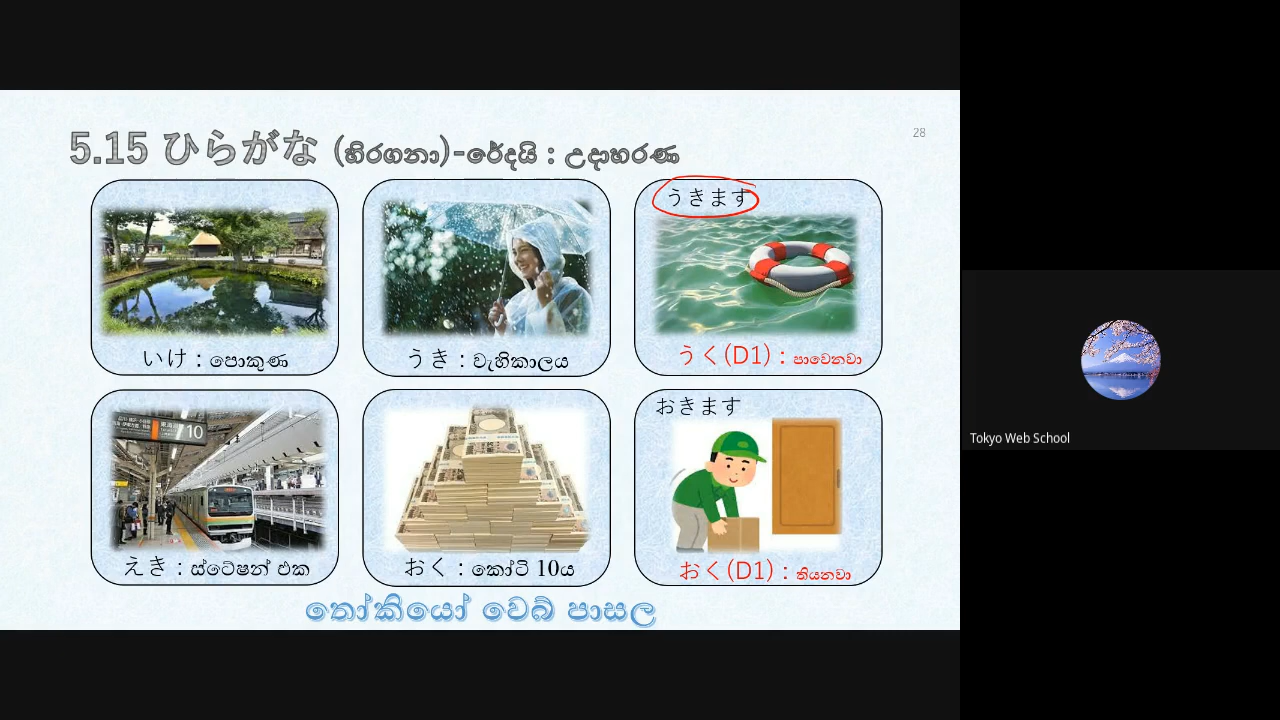 28
5.15 ひらがな (හිරගනා)-රේදයි : උදාහරණ
いけ : පොකුණ
うき : වැහිකාලය
うきます
うく(D1) : පාවෙනවා
えき : ස්ටේෂන් එක
おく : කෝටි 10ය
おきます
おく(D1) : තියනවා
තෝකියෝ වෙබ් පාසල
Tokyo Web School